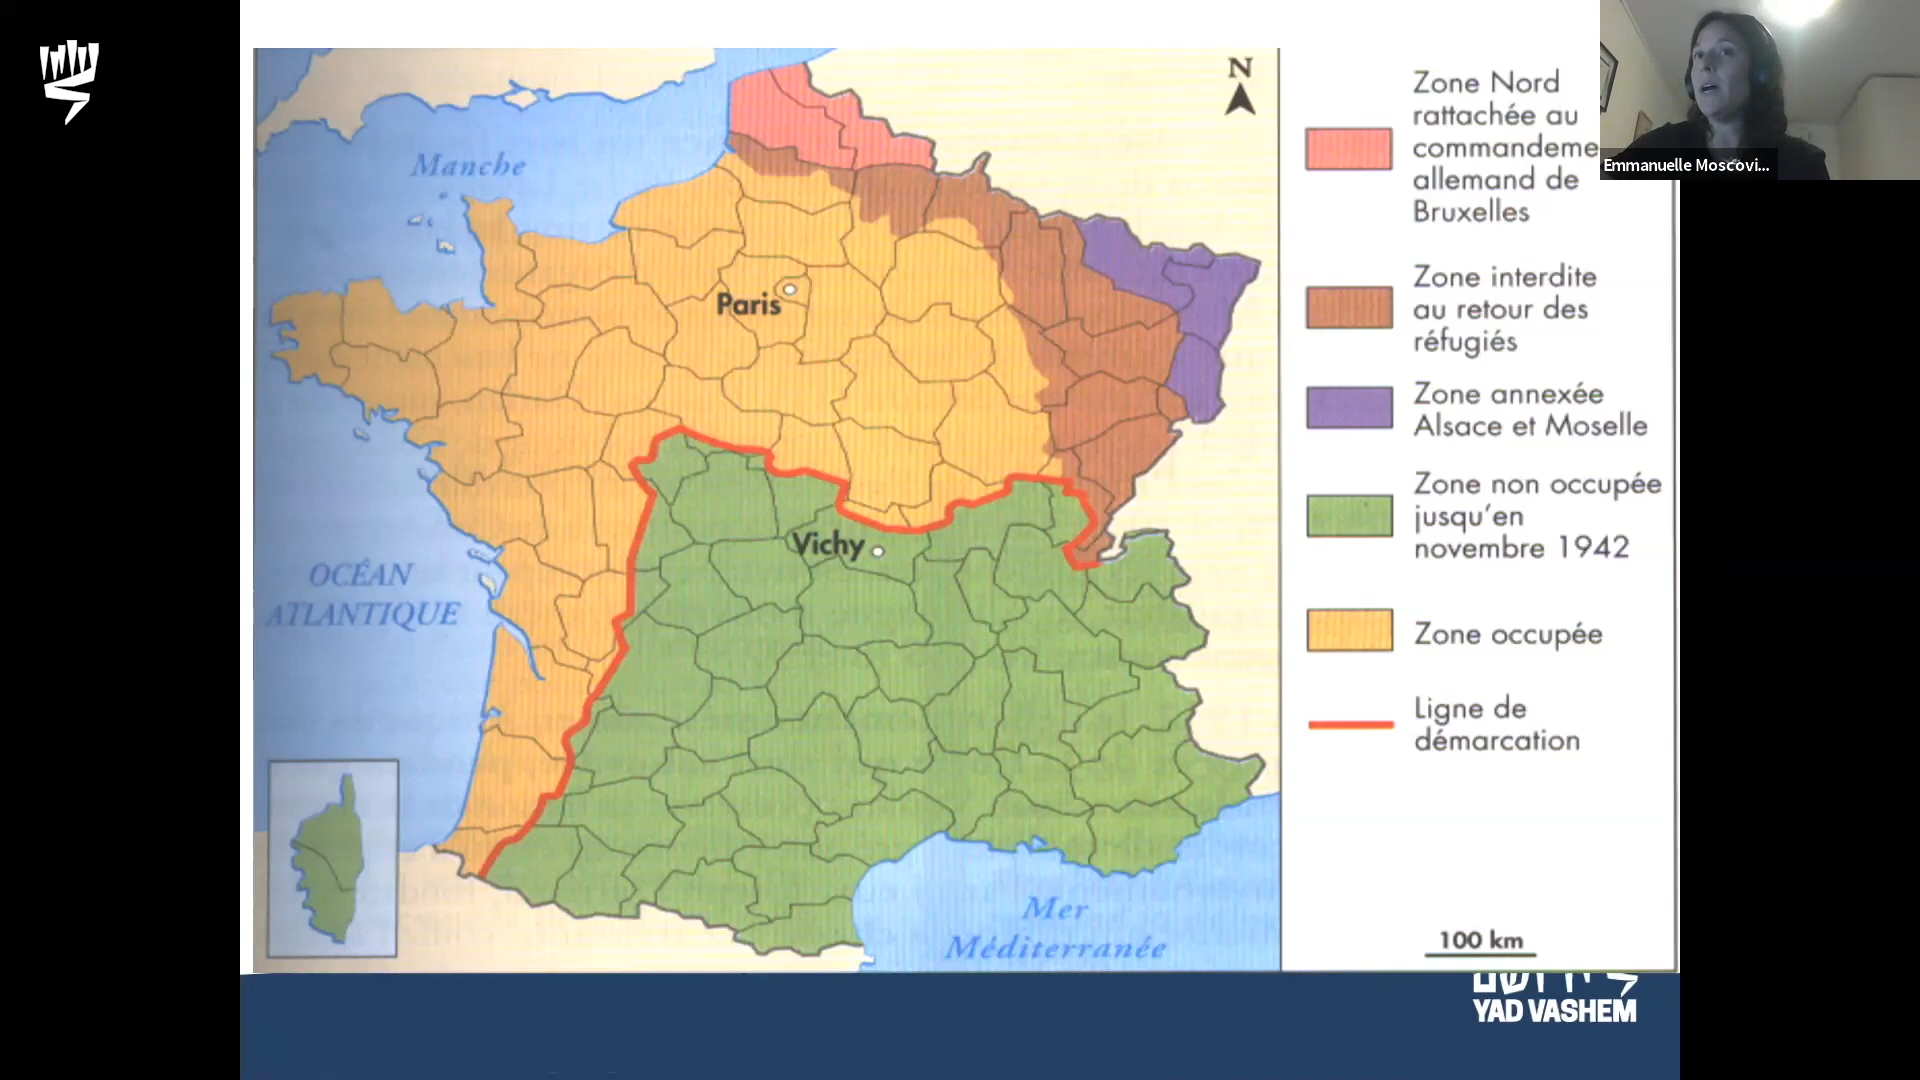 N
Manche
Paris
Vichy
OCÉAN
ATLANTIQUE
Mer
Méditerranée
Zone Nord
rattachée au
commandeme
allemand de
Bruxelles
Zone interdite
au retour des
réfugiés
Zone annexée
Alsace et Moselle
Zone non occupée
jusqu'en
novembre 1942
Zone occupée
Ligne de
démarcation
100 km
Emmanuelle Moscovi...
YAD VASHEM